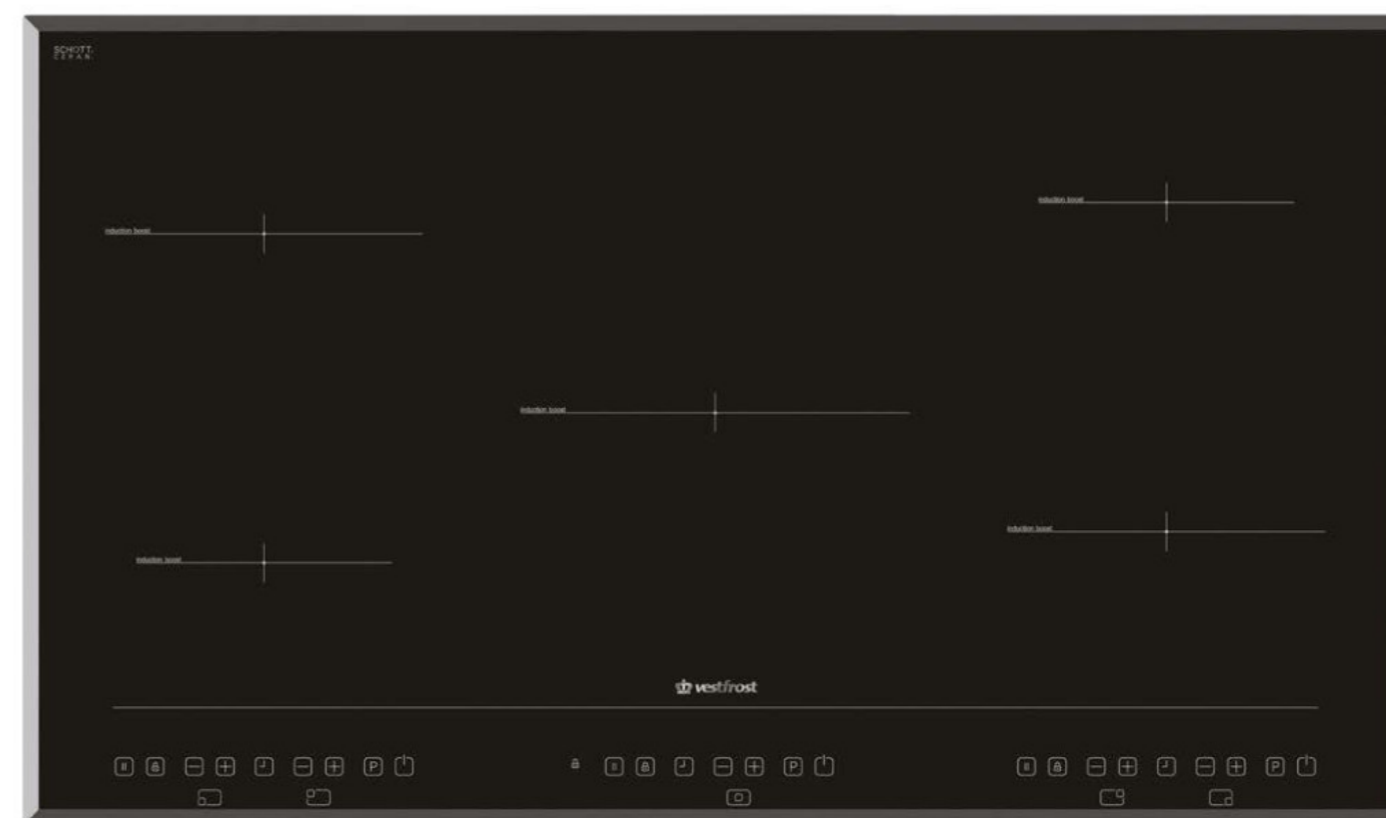 SCHOTT
CERAN
induction boost
induction boost
induction boost
induction boost
induction boost
vestfrost
P
P
P